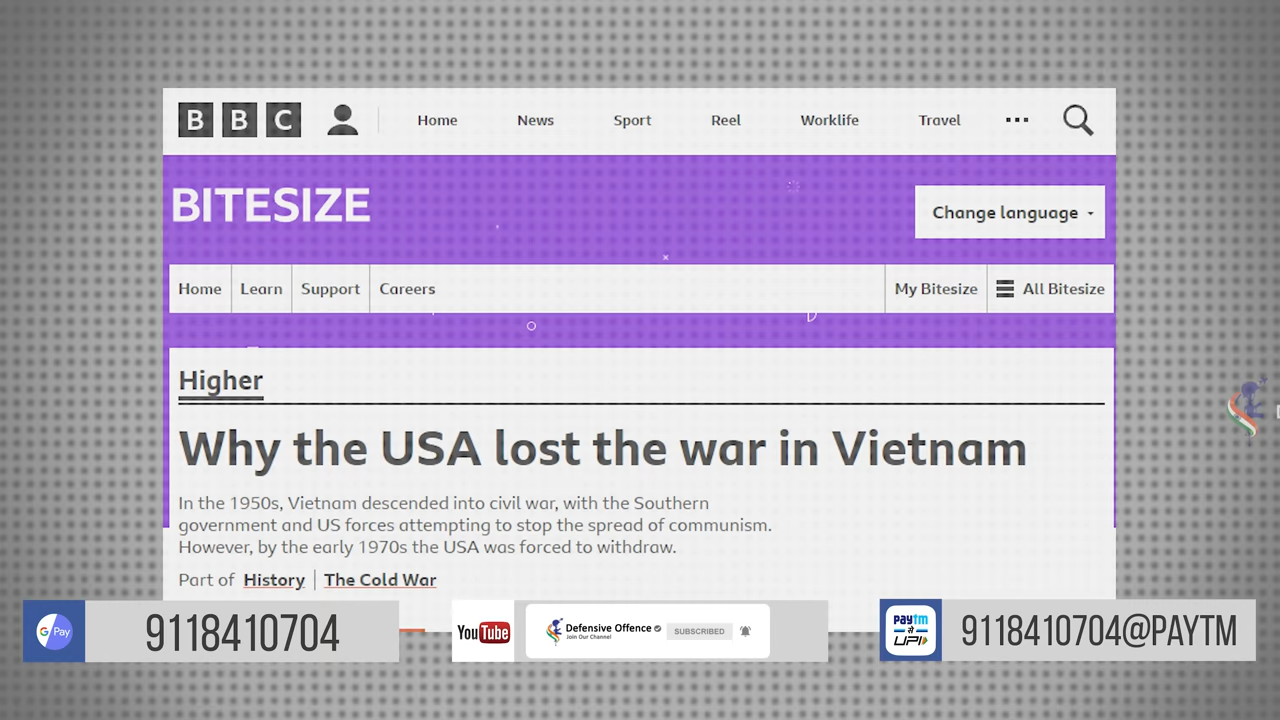 BBC
Home News Sport Reel Worklife Travel
BITESIZE
Change language
Home Learn Support Careers My Bitesize All Bitesize
Higher
Why the USA lost the war in Vietnam
In the 1950s, Vietnam descended into civil war, with the Southern
government and US forces attempting to stop the spread of communism.
However, by the early 1970s the USA was forced to withdraw.
Part of History The Cold War
G Pay
9118410704
YouTube
Defensive Offence
Join Our Channel
SUBSCRIBED
paytm
से
UPI
9118410704@PAYTM